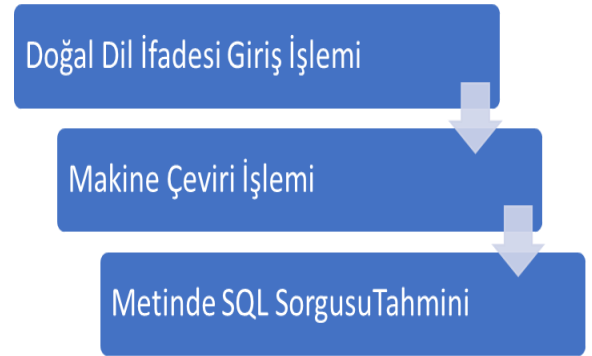 Doğal Dil İfadesi Giriş İşlemi
Makine Çeviri İşlemi
Metinde SQL SorgusuTahmini